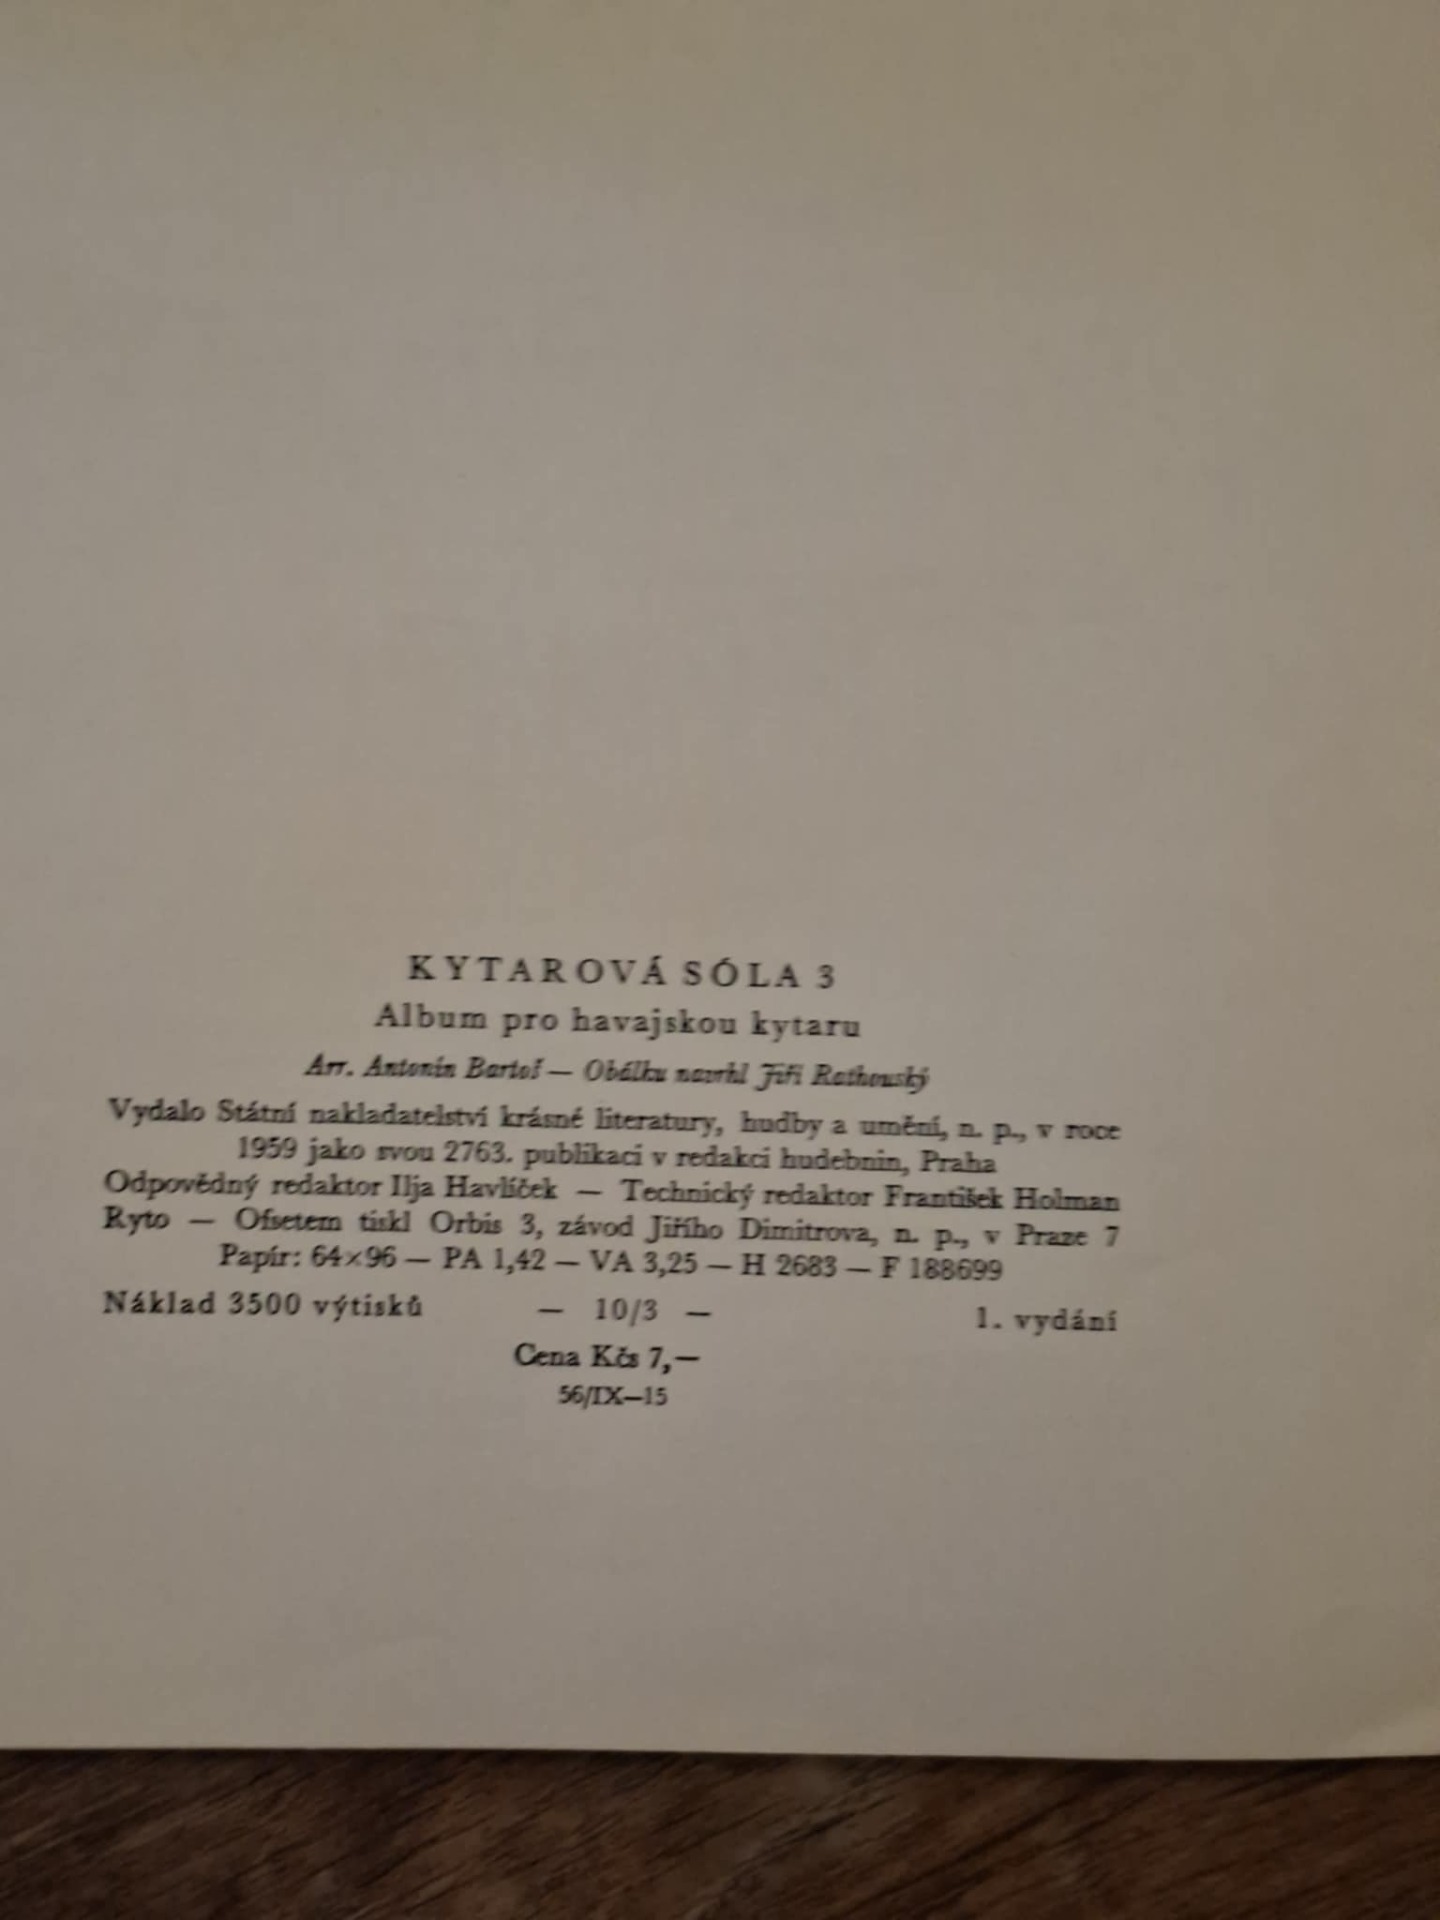 KYTAROVÁ SÓLA 3
Album pro havajskou kytaru
Arr. Antonín Bartoš — Obálku navrhl Jiří Rathouský
Vydalo Státní nakladatelství krásné literatury, hudby a umění, n. p., v roce
1959 jako svou 2763. publikaci v redakci hudebnin, Praha
Odpovědný redaktor Ilja Havlíček — Technický redaktor František Holman
Ryto — Ofsetem tiskl Orbis 3, závod Jiřího Dimitrova, n. p., v Praze 7
Papír: 64×96 — PA 1,42 — VA 3,25 — H 2683 — F 188699
Náklad 3500 výtisků — 10/3 — 1. vydání
Cena Kčs 7,—
56/IX—15